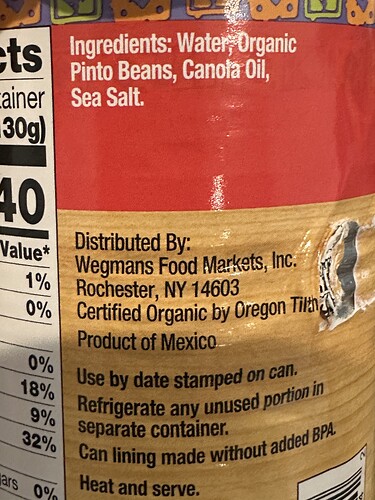 cts
tainer
130g)
40
Value*
1%
0%
0%
18%
9%
32%
0%
Ingredients: Water, Organic
Pinto Beans, Canola Oil,
Sea Salt.
Distributed By:
Wegmans Food Markets, Inc.
Rochester, NY 14603
Certified Organic by Oregon Tilth
Product of Mexico
Use by date stamped on can.
Refrigerate any unused portion in
separate container.
Can lining made without added BPA.
Heat and serve.
2